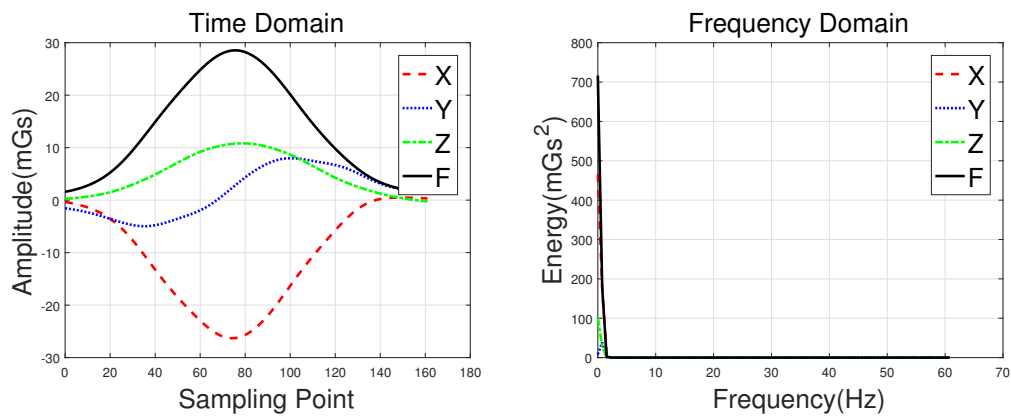 Time Domain
Amplitude(mGs)
30
20
10
0
-10
-20
-30
0 20 40 60 80 100 120 140 160 180
Sampling Point
X
Y
Z
F
Frequency Domain
Energy(mGs²)
800
700
600
500
400
300
200
100
0
0 10 20 30 40 50 60 70
Frequency(Hz)
X
Y
Z
F